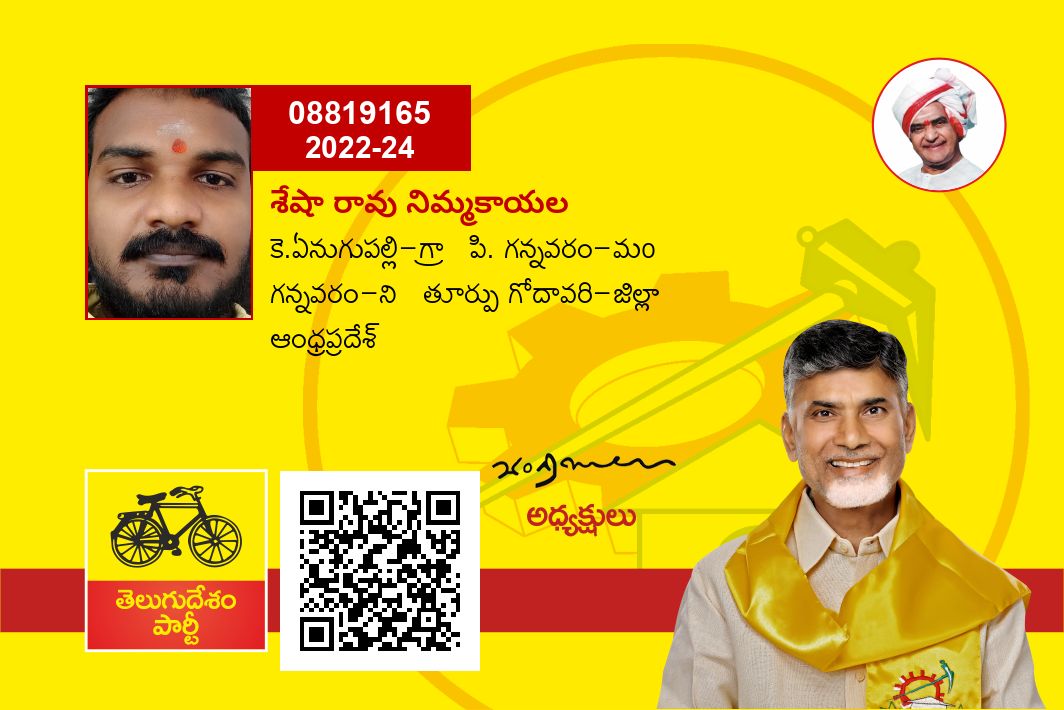 08819165
2022-24
శేషా రావు నిమ్మకాయల
కె.ఏనుగుపల్లి-గ్రా పి. గన్నవరం-మం
గన్నవరం-ని తూర్పు గోదావరి-జిల్లా
ఆంధ్రప్రదేశ్
అధ్యక్షులు
తెలుగుదేశం
పార్టీ